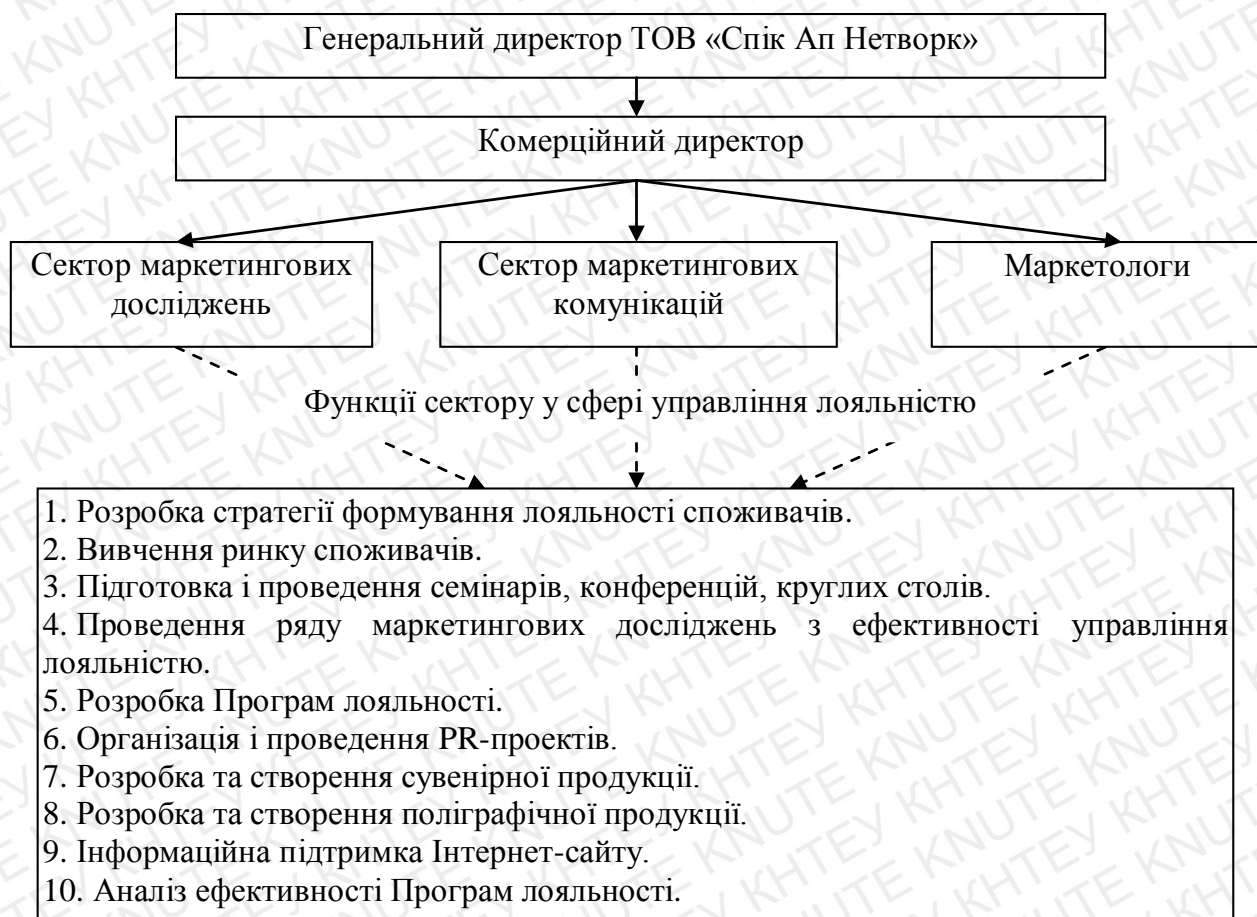 Генеральний директор ТОВ «Спік Ап Нетворк»
Комерційний директор
Сектор маркетингових
досліджень
Сектор маркетингових
комунікацій
Маркетологи
Функції сектору у сфері управління лояльністю
1. Розробка стратегії формування лояльності споживачів.
2. Вивчення ринку споживачів.
3. Підготовка і проведення семінарів, конференцій, круглих столів.
4. Проведення ряду маркетингових досліджень з ефективності управління
лояльністю.
5. Розробка Програм лояльності.
6. Організація і проведення PR-проектів.
7. Розробка та створення сувенірної продукції.
8. Розробка та створення поліграфічної продукції.
9. Інформаційна підтримка Інтернет-сайту.
10. Аналіз ефективності Програм лояльності.